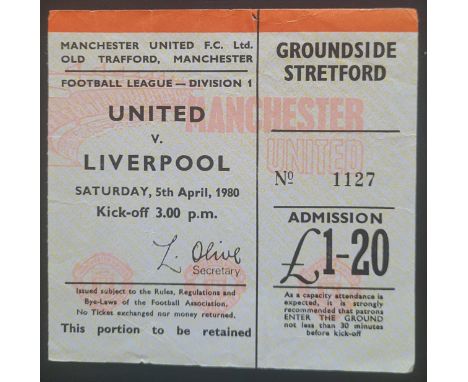 MANCHESTER UNITED F.C. Ltd.
OLD TRAFFORD, MANCHESTER
FOOTBALL LEAGUE — DIVISION 1
UNITED
v.
LIVERPOOL
SATURDAY, 5th April, 1980
Kick-off 3.00 p.m.
L. Olive
Secretary
Issued subject to the Rules, Regulations and
Bye-Laws of the Football Association.
No Tickets exchanged nor money returned.
This portion to be retained
GROUNDSIDE
STRETFORD
MANCHESTER
UNITED
Nº 1127
ADMISSION
£1-20
As a capacity attendance is
expected, it is strongly
recommended that patrons
ENTER THE GROUND
not less than 30 minutes
before kick-off